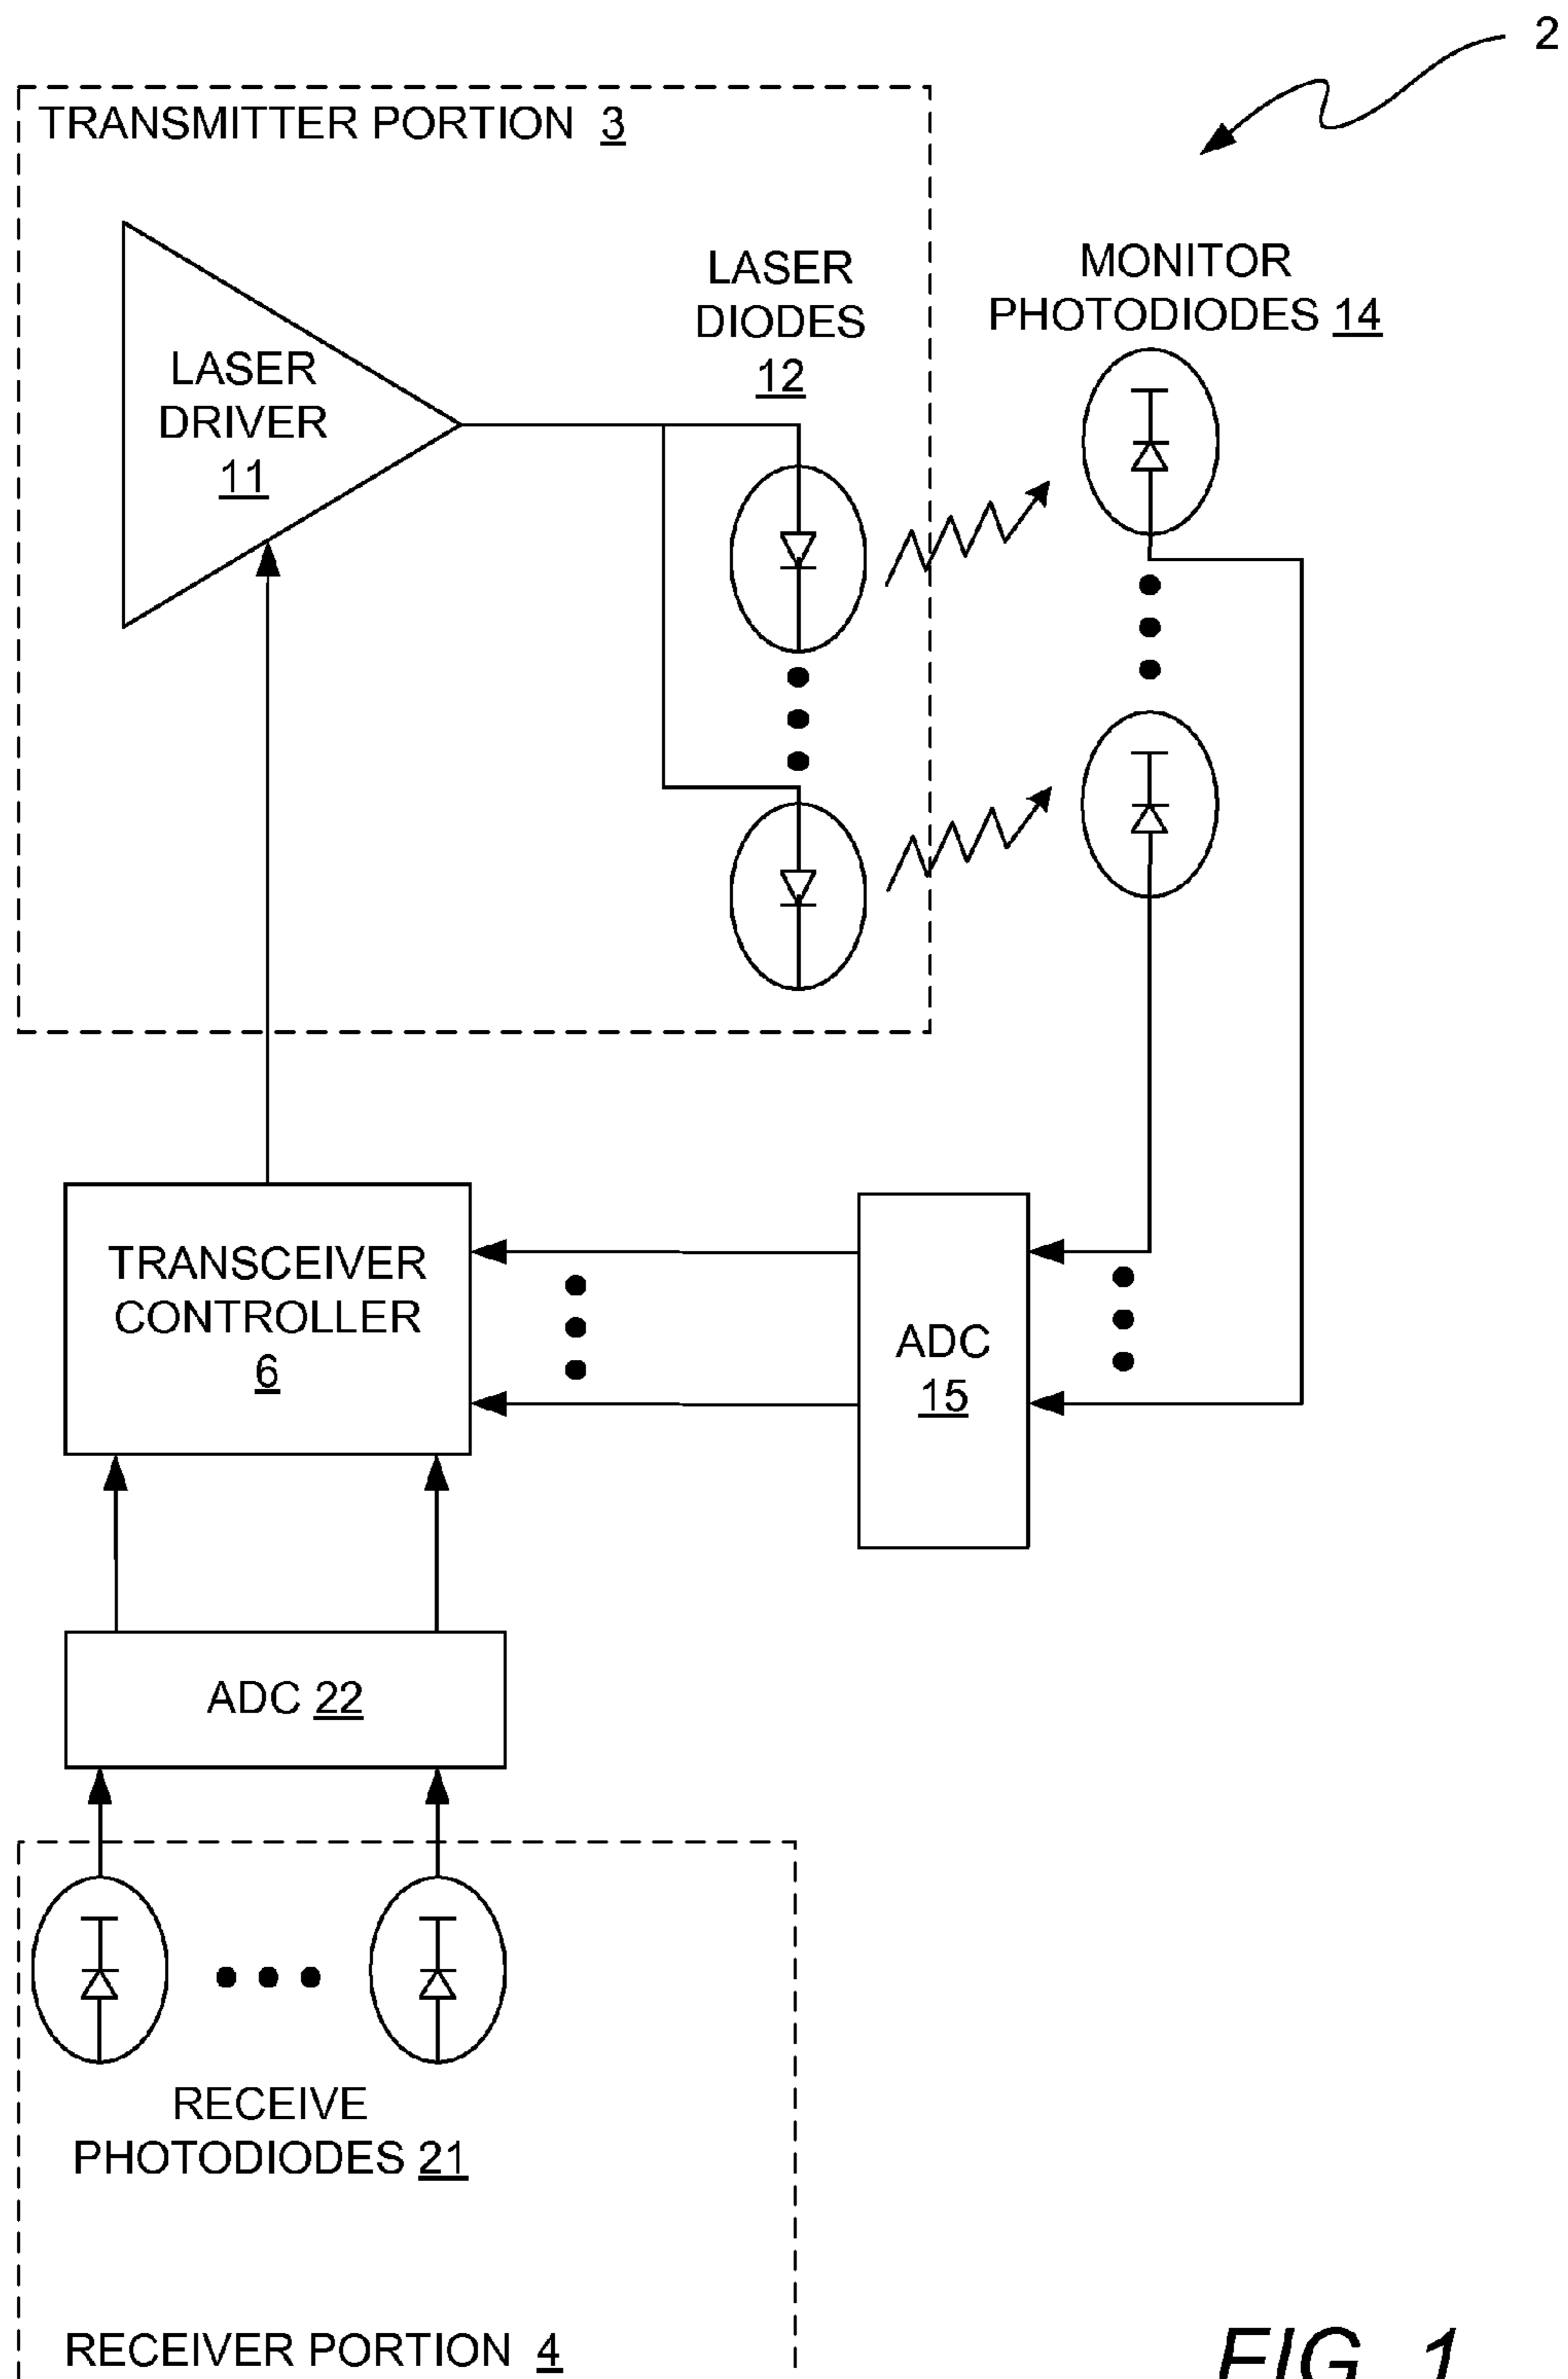 2
TRANSMITTER PORTION 3
LASER
DIODES
12
MONITOR
PHOTODIODES 14
LASER
DRIVER
11
TRANSCEIVER
CONTROLLER
6
ADC
15
ADC 22
RECEIVE
PHOTODIODES 21
RECEIVER PORTION 4
FIG. 1